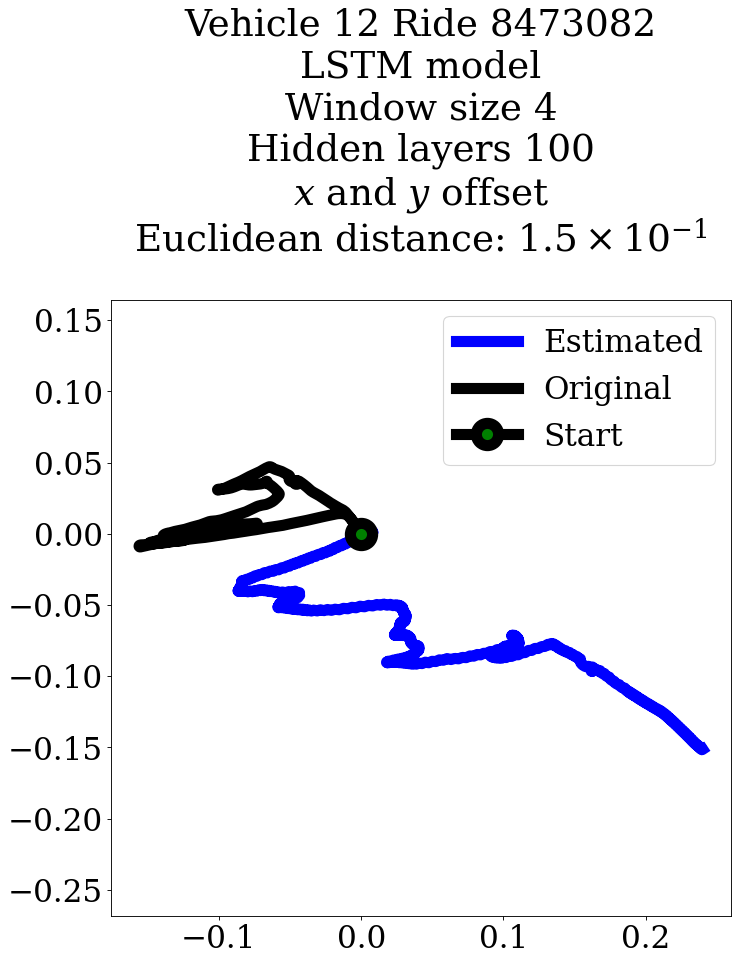 Vehicle 12 Ride 8473082
LSTM model
Window size 4
Hidden layers 100
x and y offset
Euclidean distance: 1.5 × 10⁻¹
Estimated
Original
Start
0.15
0.10
0.05
0.00
−0.05
−0.10
−0.15
−0.20
−0.25
−0.1 0.0 0.1 0.2